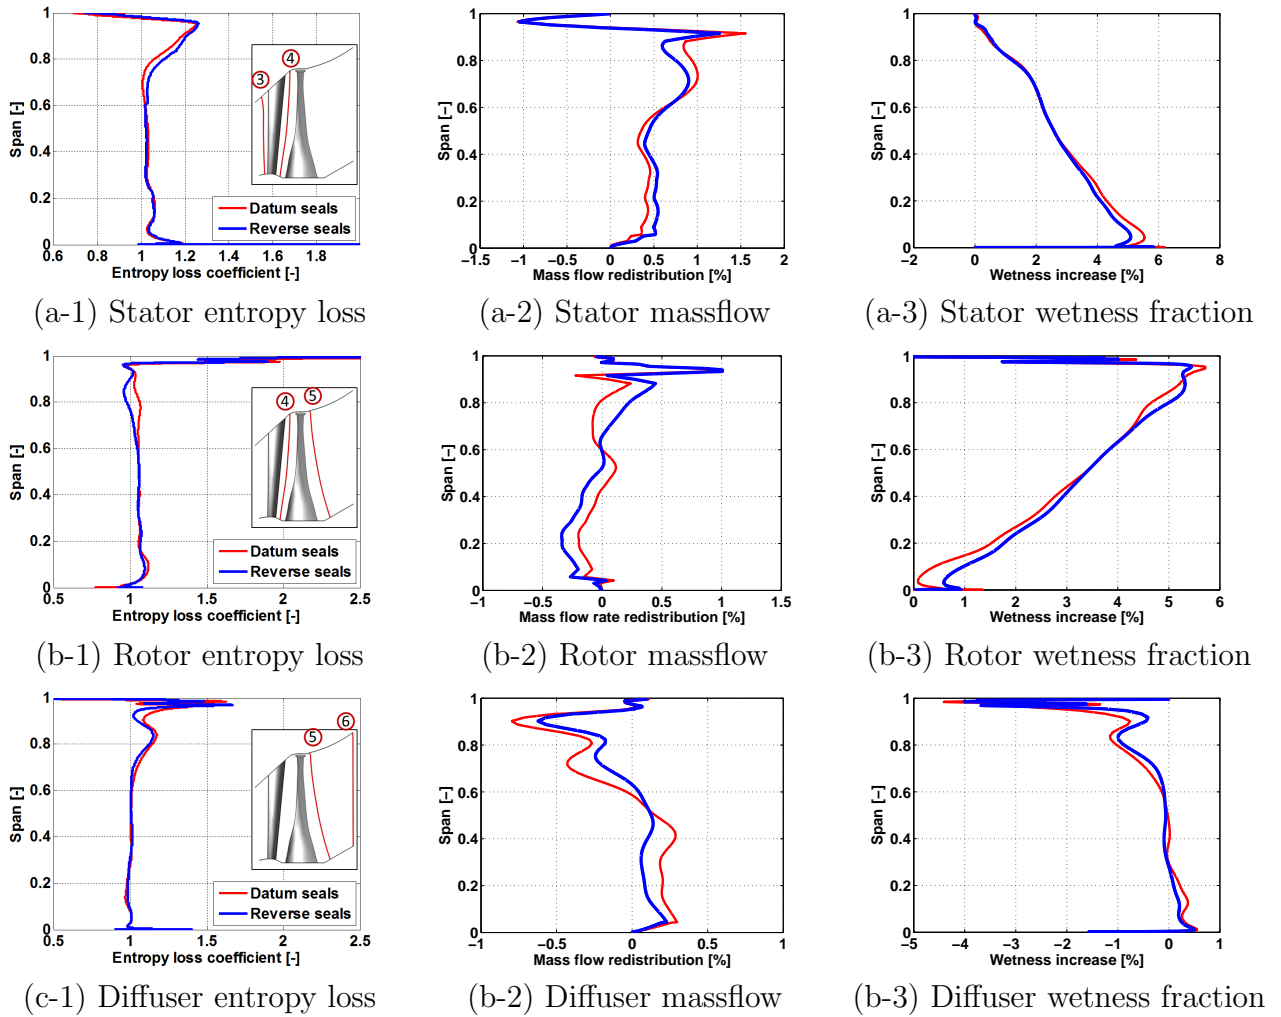 1
0.8
0.6
0.4
0.2
0
Span [-]
0.6 0.8 1 1.2 1.4 1.6 1.8
Entropy loss coefficient [-]
3
4
Datum seals
Reverse seals
(a-1) Stator entropy loss
1
0.8
0.6
0.4
0.2
0
Span [−]
−1.5 −1 −0.5 0 0.5 1 1.5 2
Mass flow redistribution [%]
(a-2) Stator massflow
1
0.8
0.6
0.4
0.2
0
Span [−]
−2 0 2 4 6 8
Wetness increase [%]
(a-3) Stator wetness fraction
1
0.8
0.6
0.4
0.2
0
Span [-]
0.5 1 1.5 2 2.5
Entropy loss coefficient [-]
4
5
Datum seals
Reverse seals
(b-1) Rotor entropy loss
1
0.8
0.6
0.4
0.2
0
Span [−]
−1 −0.5 0 0.5 1 1.5
Mass flow rate redistribution [%]
(b-2) Rotor massflow
1
0.8
0.6
0.4
0.2
0
Span [−]
0 1 2 3 4 5 6
Wetness increase [%]
(b-3) Rotor wetness fraction
1
0.8
0.6
0.4
0.2
0
Span [-]
0.5 1 1.5 2 2.5
Entropy loss coefficient [-]
5
6
Datum seals
Reverse seals
(c-1) Diffuser entropy loss
1
0.8
0.6
0.4
0.2
0
Span [−]
−1 −0.5 0 0.5 1
Mass flow redistribution [%]
(b-2) Diffuser massflow
1
0.8
0.6
0.4
0.2
0
Span [−]
−5 −4 −3 −2 −1 0 1
Wetness increase [%]
(b-3) Diffuser wetness fraction